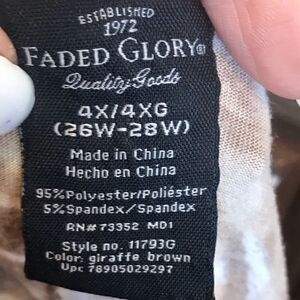 ESTABLISHED
1972
FADED GLORY®
Quality Goods
4X/4XG
(26W-28W)
Made in China
Hecho en China
95%Polyester/Poliéster
5%Spandex/Spandex
RN#73352 MD1
Style no. 11793G
Color: giraffe brown
Upc 78905029297